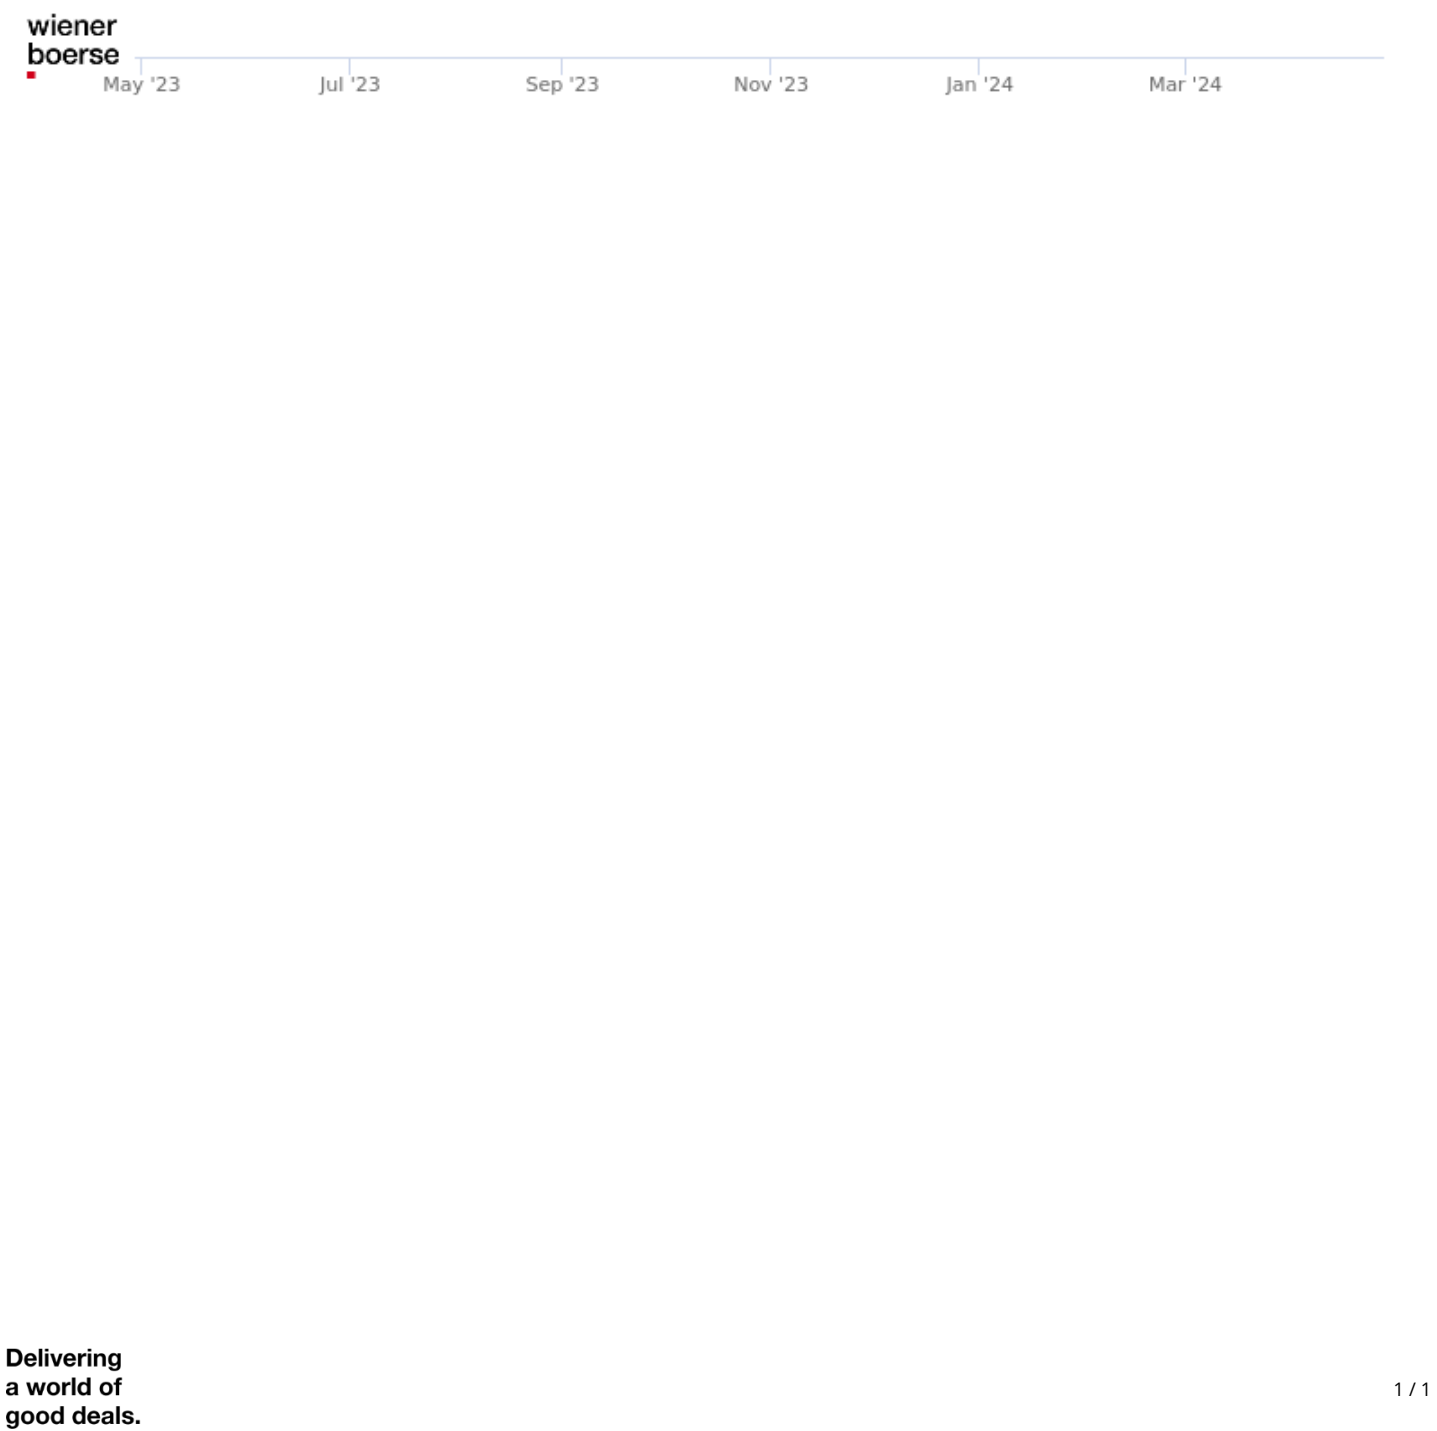 wiener
boerse
May '23 Jul '23 Sep '23 Nov '23 Jan '24 Mar '24
Delivering
a world of
good deals.
1 / 1